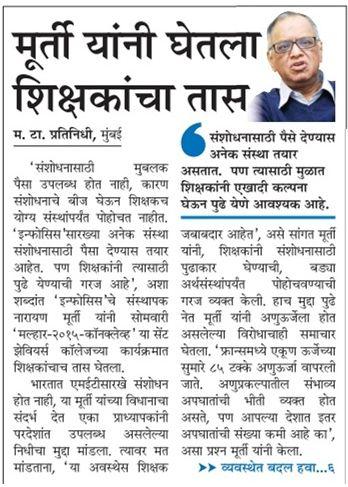 मूर्ती यांनी घेतला
शिक्षकांचा तास
म. टा. प्रतिनिधी, मुंबई
‘संशोधनासाठी मुबलक
पैसा उपलब्ध होत नाही, कारण
संशोधनाचे बीज घेऊन शिक्षकच
योग्य संस्थांपर्यंत पोहोचत नाहीत.
‘इन्फोसिस’सारख्या अनेक संस्था
संशोधनासाठी पैसा देण्यास तयार
आहेत. पण शिक्षकांनी त्यासाठी
पुढे येण्याची गरज आहे’, अशा
शब्दांत ‘इन्फोसिस’चे संस्थापक
नारायण मूर्ती यांनी सोमवारी
‘मल्हार-२०१५-कॉनक्लेव्ह’ या सेंट
झेवियर्स कॉलेजच्या कार्यक्रमात
शिक्षकांचाच तास घेतला.
भारतात एमईटीसारखे संशोधन
होत नाही, या मूर्ती यांच्या विधानाचा
संदर्भ देत एका प्राध्यापकांनी
परदेशांत उपलब्ध असलेल्या
निधीचा मुद्दा मांडला. त्यावर मत
मांडताना, ‘या अवस्थेस शिक्षक
संशोधनासाठी पैसे देण्यास
अनेक संस्था तयार
असतात. पण त्यासाठी मुळात
शिक्षकांनी एखादी कल्पना
घेऊन पुढे येणे आवश्यक आहे.
जबाबदार आहेत’, असे सांगत मूर्ती
यांनी, शिक्षकांनी संशोधनासाठी
पुढाकार घेण्याची, बड्या
अर्थसंस्थांपर्यंत पोहोचवण्याची
गरज व्यक्त केली. हाच मुद्दा पुढे
नेत मूर्ती यांनी अणुऊर्जेला होत
असलेल्या विरोधाचाही समाचार
घेतला. ‘फ्रान्समध्ये एकूण ऊर्जेच्या
सुमारे ८५ टक्के अणुऊर्जा वापरली
जाते. अणुप्रकल्पातील संभाव्य
अपघातांची भीती व्यक्त होत
असते, पण आपल्या देशात इतर
अपघातांची संख्या कमी आहे का’,
असा प्रश्न मूर्ती यांनी केला.
▶▶ व्यवस्थेत बदल हवा...६